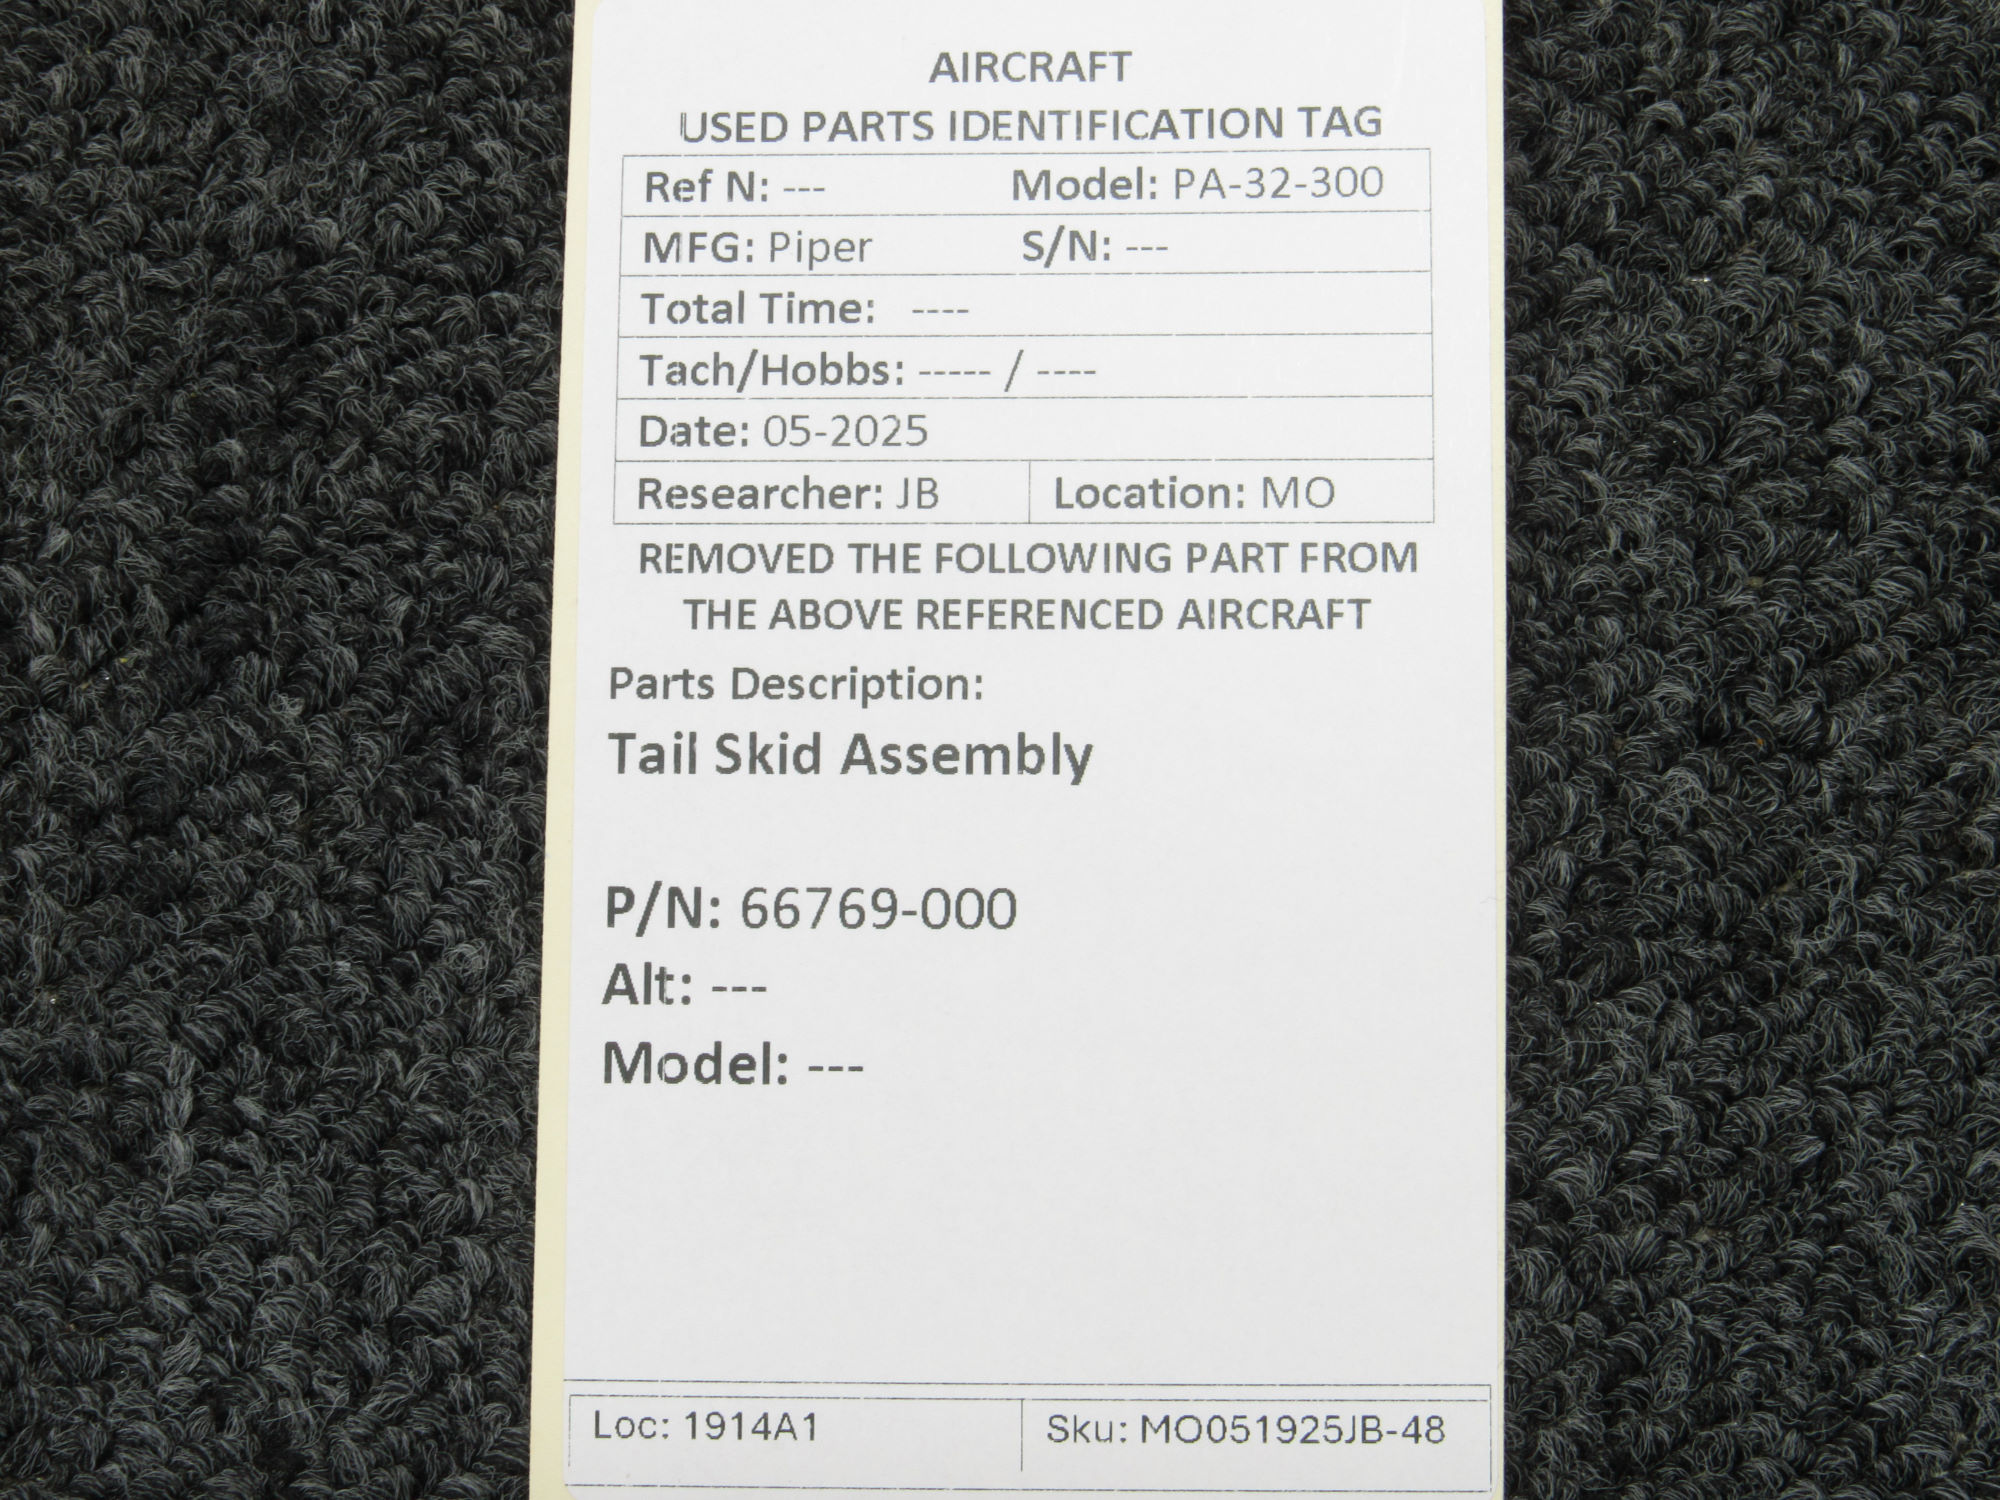 AIRCRAFT
USED PARTS IDENTIFICATION TAG
Ref N: --- Model: PA-32-300
MFG: Piper S/N: ---
Total Time: ----
Tach/Hobbs: ----- / ----
Date: 05-2025
Researcher: JB Location: MO
REMOVED THE FOLLOWING PART FROM
THE ABOVE REFERENCED AIRCRAFT
Parts Description:
Tail Skid Assembly
P/N: 66769-000
Alt: ---
Model: ---
Loc: 1914A1 Sku: MO051925JB-48